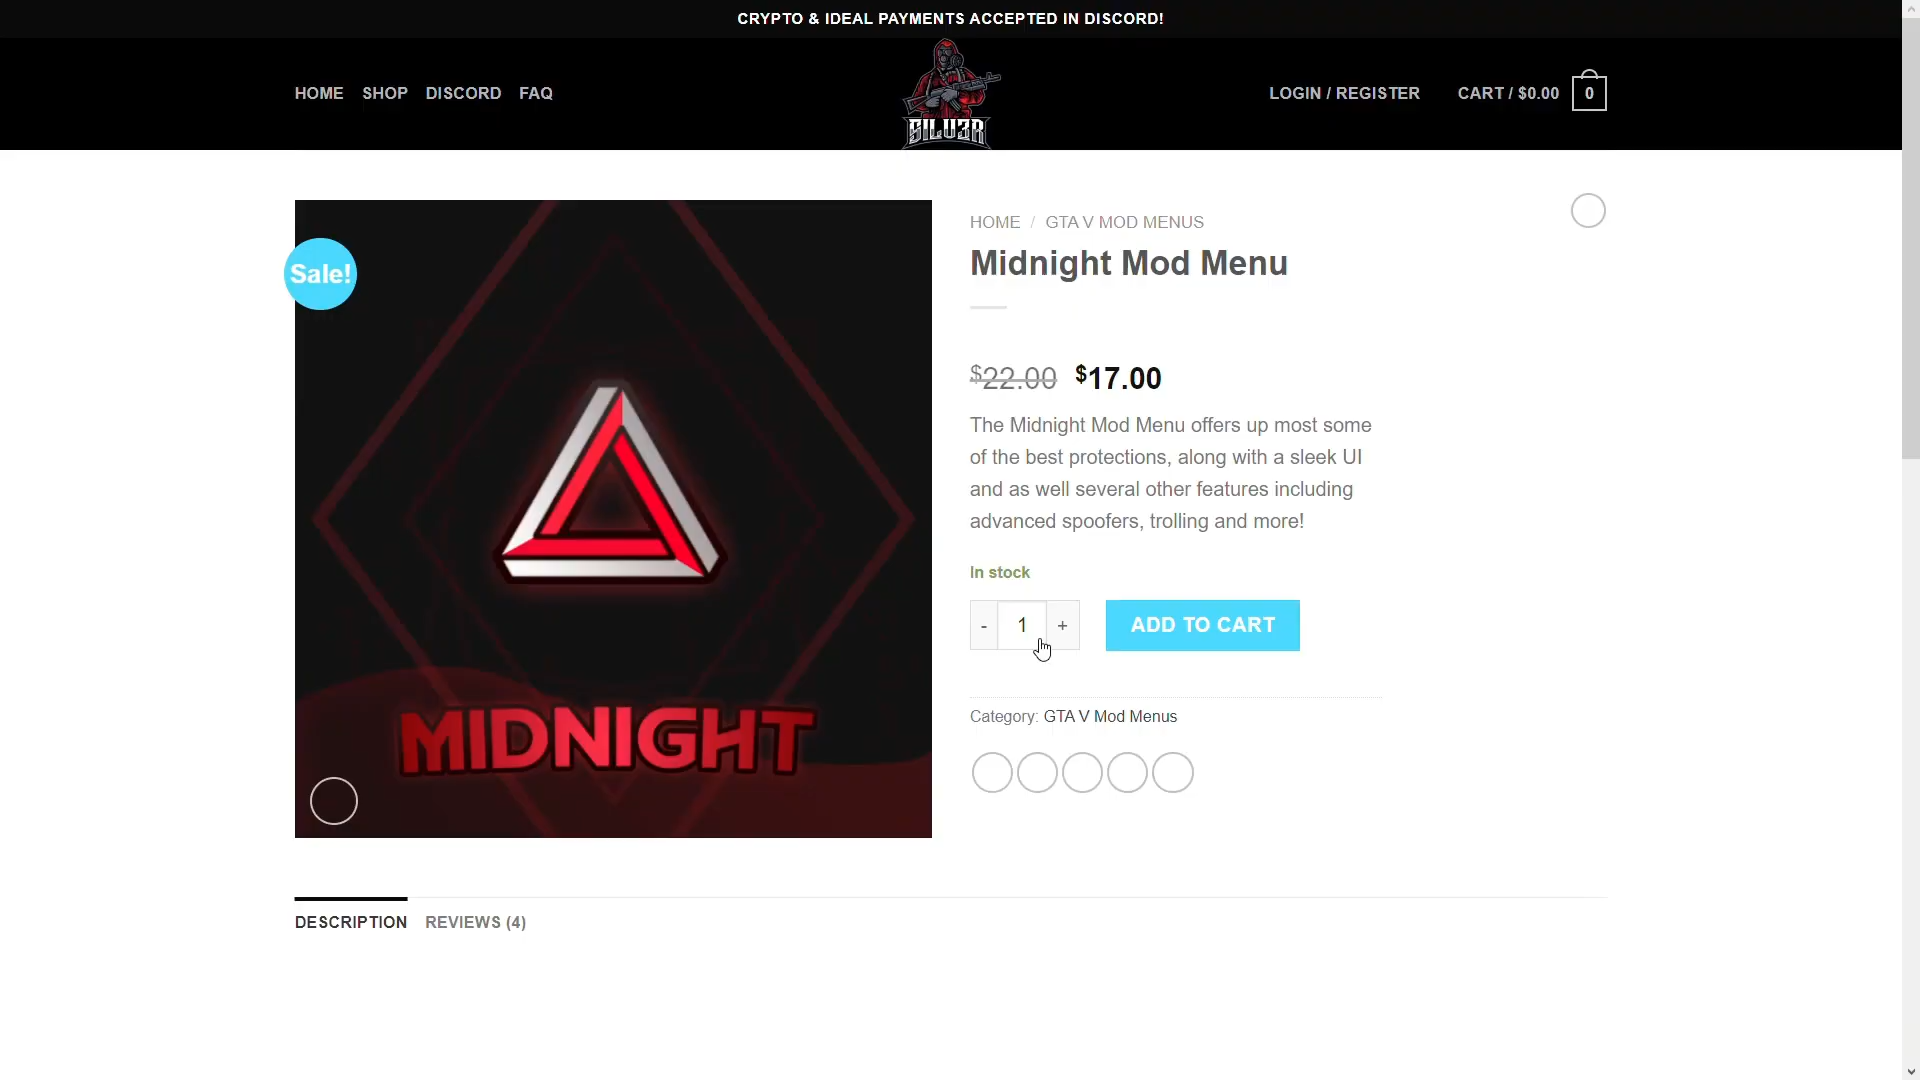 CRYPTO & IDEAL PAYMENTS ACCEPTED IN DISCORD!
HOME SHOP DISCORD FAQ
SILV3R
LOGIN / REGISTER CART / $0.00 0
Sale!
MIDNIGHT
HOME / GTA V MOD MENUS
Midnight Mod Menu
$22.00 $17.00
The Midnight Mod Menu offers up most some
of the best protections, along with a sleek UI
and as well several other features including
advanced spoofers, trolling and more!
In stock
- 1 + ADD TO CART
Category: GTA V Mod Menus
DESCRIPTION REVIEWS (4)